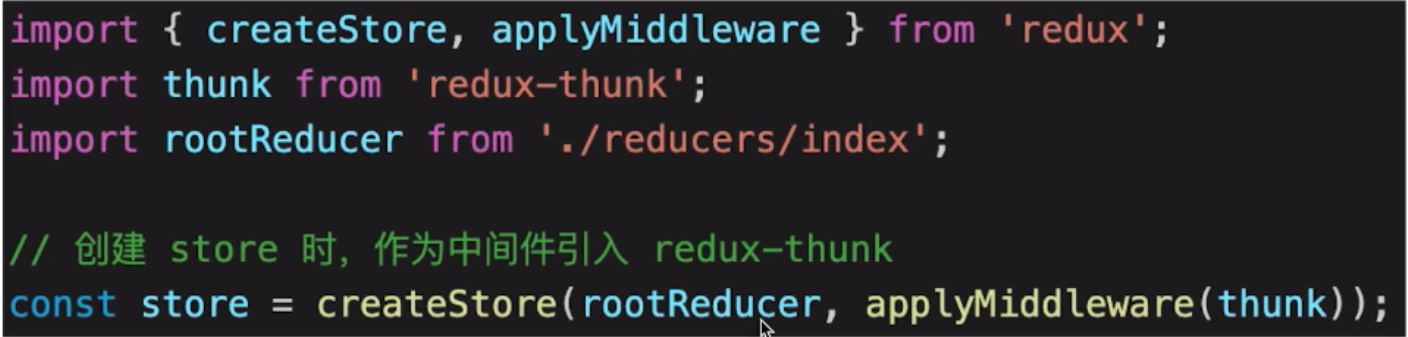 import { createStore, applyMiddleware } from 'redux';
import thunk from 'redux-thunk';
import rootReducer from './reducers/index';
// 创建 store 时，作为中间件引入 redux-thunk
const store = createStore(rootReducer, applyMiddleware(thunk));